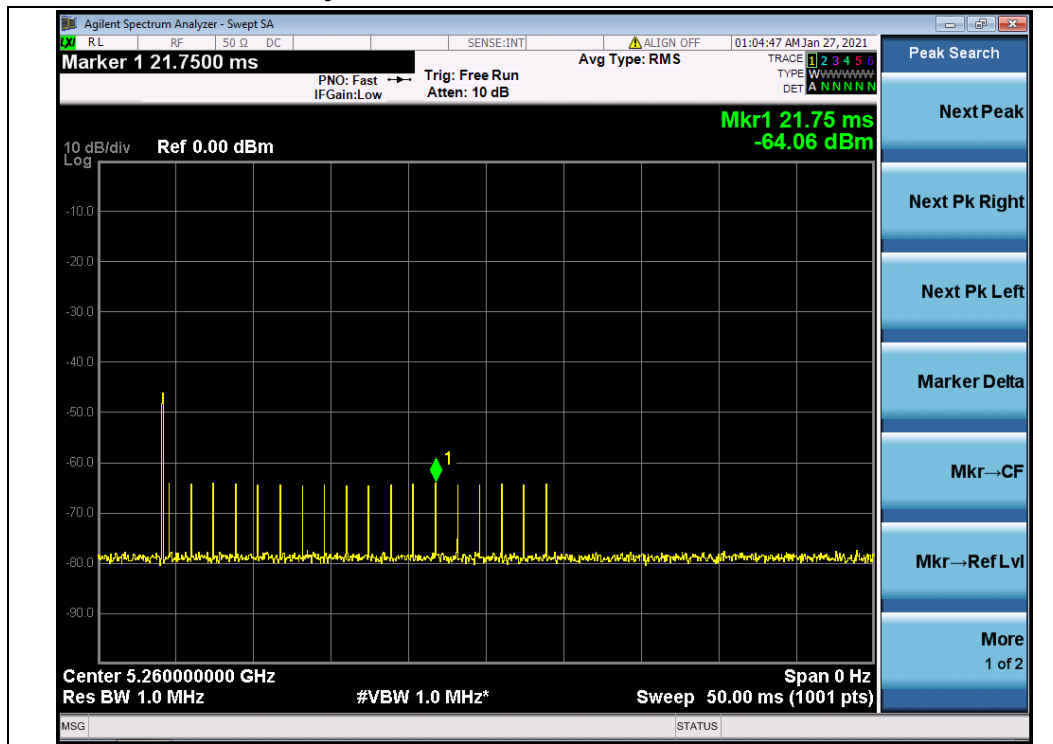 Agilent Spectrum Analyzer - Swept SA
LXI RL RF 50 Ω DC SENSE:INT ALIGN OFF 01:04:47 AM Jan 27, 2021
Marker 1 21.7500 ms
PNO: Fast
IFGain:Low
Trig: Free Run
Atten: 10 dB
Avg Type: RMS
TRACE 1 2 3 4 5 6
TYPE WWWWWWW
DET A N N N N N
Peak Search
Mkr1 21.75 ms
-64.06 dBm
10 dB/div Ref 0.00 dBm
Log
-10.0
-20.0
-30.0
-40.0
-50.0
-60.0
-70.0
-80.0
-90.0
1
Center 5.260000000 GHz
Span 0 Hz
Res BW 1.0 MHz
#VBW 1.0 MHz*
Sweep 50.00 ms (1001 pts)
MSG
STATUS
Next Peak
Next Pk Right
Next Pk Left
Marker Delta
Mkr→CF
Mkr→Ref Lvl
More
1 of 2